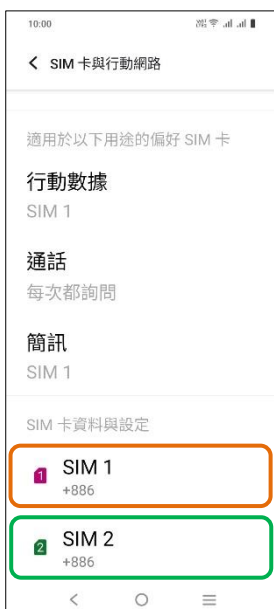 10:00
SIM 卡與行動網路
適用於以下用途的偏好 SIM 卡
行動數據
SIM 1
通話
每次都詢問
簡訊
SIM 1
SIM 卡資料與設定
1 SIM 1
+886
2 SIM 2
+886